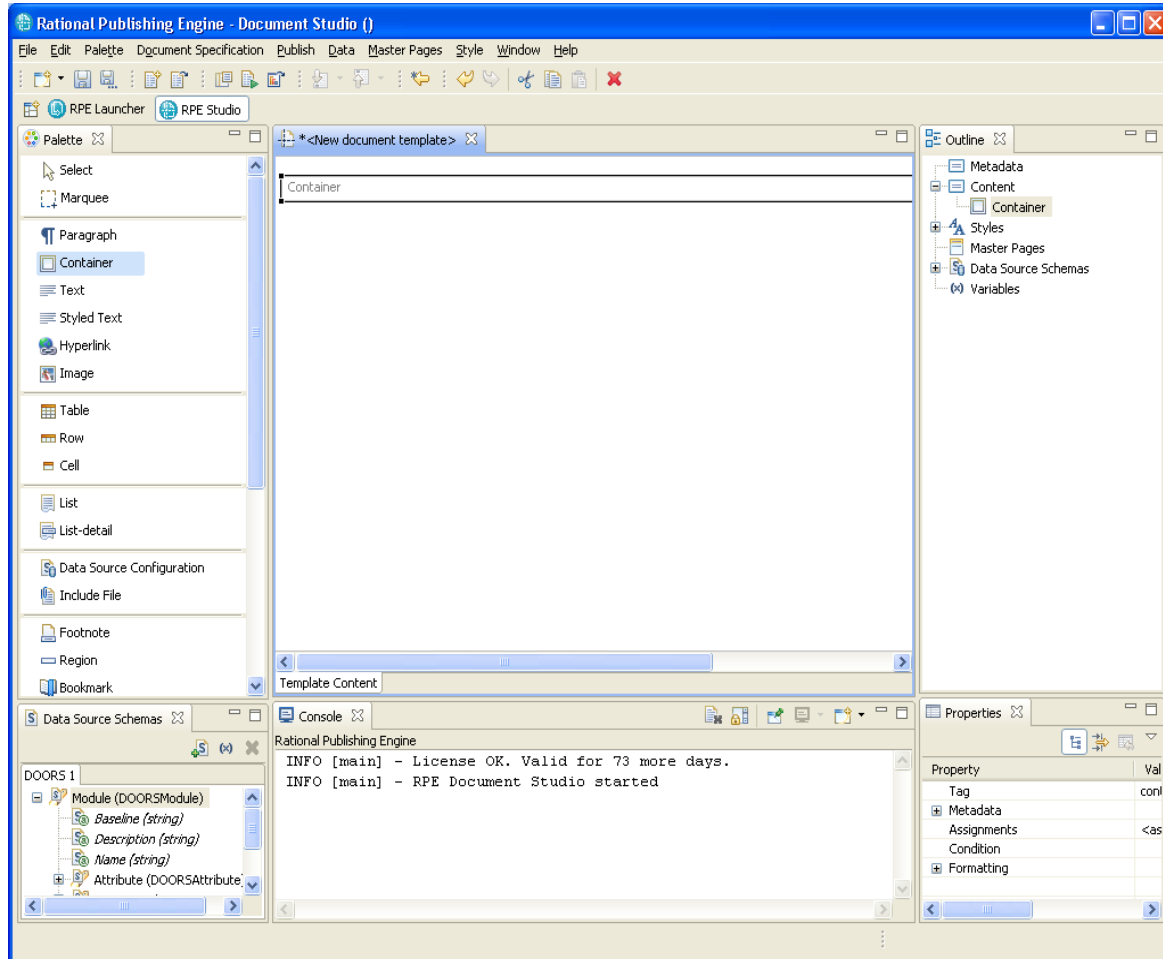 Rational Publishing Engine - Document Studio ()
File Edit Palette Document Specification Publish Data Master Pages Style Window Help
RPE Launcher RPE Studio
Palette
Select
Marquee
Paragraph
Container
Text
Styled Text
Hyperlink
Image
Table
Row
Cell
List
List-detail
Data Source Configuration
Include File
Footnote
Region
Bookmark
*<New document template>
Container
Template Content
Outline
Metadata
Content
Container
Styles
Master Pages
Data Source Schemas
(x) Variables
Data Source Schemas
(x)
DOORS 1
Module (DOORSModule)
Baseline (string)
Description (string)
Name (string)
Attribute (DOORSAttribute
Console
Rational Publishing Engine
INFO [main] - License OK. Valid for 73 more days.
INFO [main] - RPE Document Studio started
Properties
Property Val
Tag
Metadata
Assignments <as
Condition
Formatting